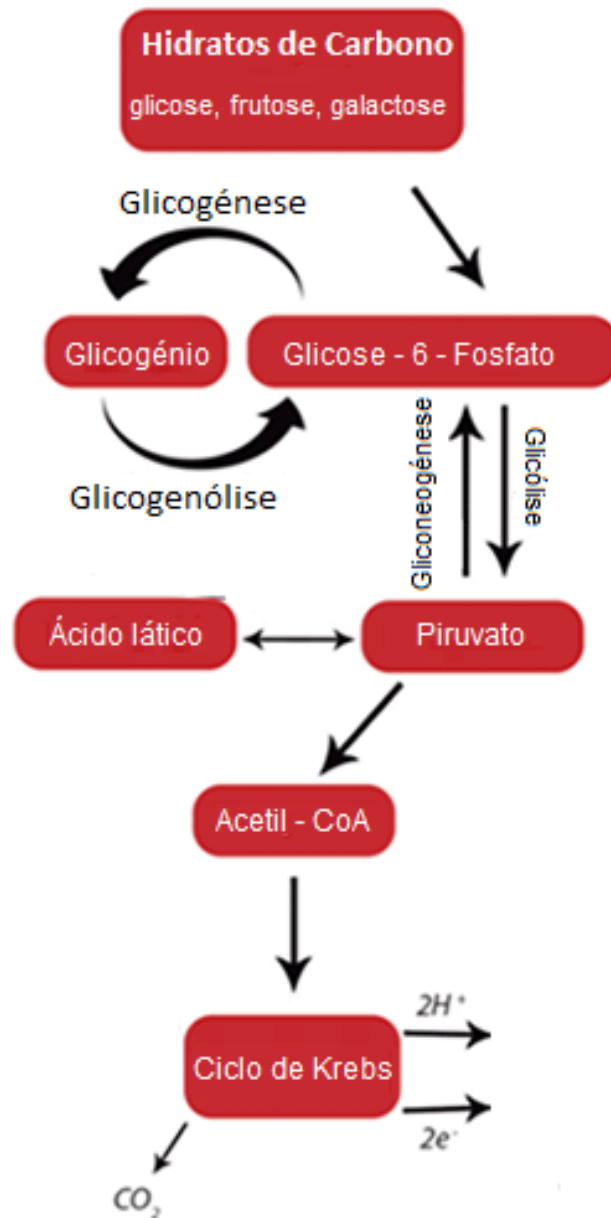 Hidratos de Carbono
glicose, frutose, galactose
Glicogénese
Glicogénio
Glicose - 6 - Fosfato
Glicogenólise
Gliconeogénese
Glicólise
Ácido lático
Piruvato
Acetil - CoA
Ciclo de Krebs
2H⁺
2e⁻
CO₂